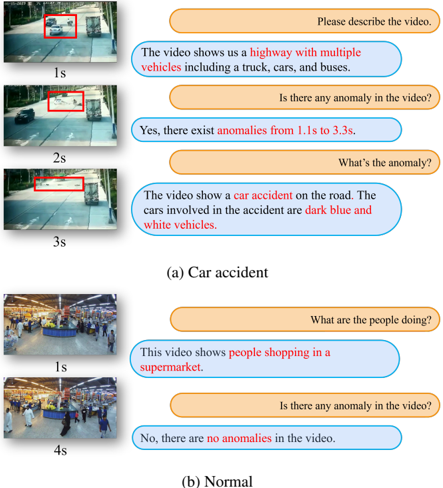 Please describe the video.
The video shows us a highway with multiple
vehicles including a truck, cars, and buses.
1s
Is there any anomaly in the video?
Yes, there exist anomalies from 1.1s to 3.3s.
2s
What's the anomaly?
The video show a car accident on the road. The
cars involved in the accident are dark blue and
white vehicles.
3s
(a) Car accident
What are the people doing?
This video shows people shopping in a
supermarket.
1s
Is there any anomaly in the video?
No, there are no anomalies in the video.
4s
(b) Normal